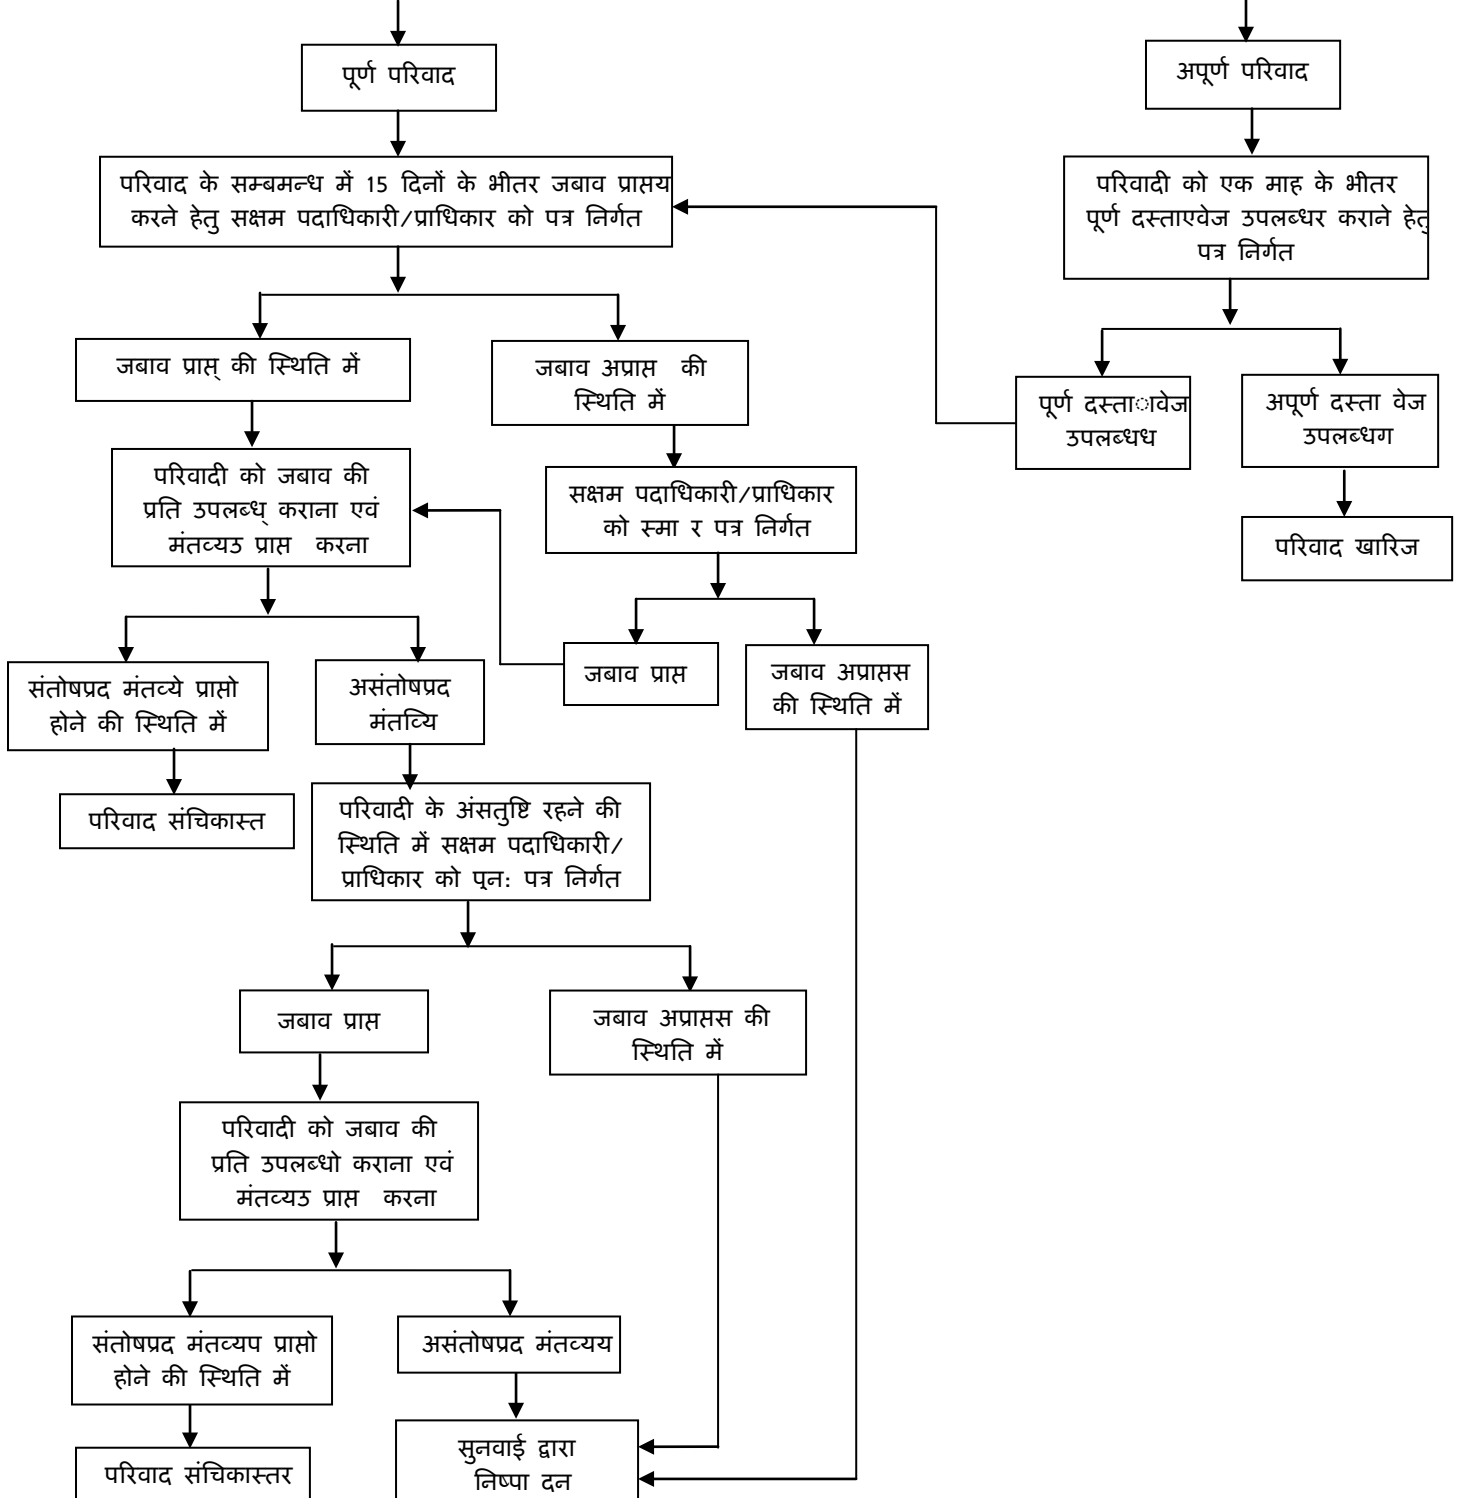 पूर्ण परिवाद
अपूर्ण परिवाद
परिवाद के सम्बमन्ध में 15 दिनों के भीतर जबाव प्राप्तय
करने हेतु सक्षम पदाधिकारी/प्राधिकार को पत्र निर्गत
परिवादी को एक माह के भीतर
पूर्ण दस्ताएवेज उपलब्धर कराने हेतु
पत्र निर्गत
जबाव प्राप्त् की स्थिति में
जबाव अप्राप्त की
स्थिति में
पूर्ण दस्ता◌ावेज
उपलब्धध
अपूर्ण दस्ता वेज
उपलब्धग
परिवादी को जबाव की
प्रति उपलब्ध् कराना एवं
मंतव्यउ प्राप्त करना
सक्षम पदाधिकारी/प्राधिकार
को स्मा र पत्र निर्गत
परिवाद खारिज
संतोषप्रद मंतव्ये प्राप्तो
होने की स्थिति में
असंतोषप्रद
मंतव्यि
जबाव प्राप्त
जबाव अप्राप्तस
की स्थिति में
परिवाद संचिकास्त
परिवादी के अंसतुष्टि रहने की
स्थिति में सक्षम पदाधिकारी/
प्राधिकार को पुन: पत्र निर्गत
जबाव प्राप्त
जबाव अप्राप्तस की
स्थिति में
परिवादी को जबाव की
प्रति उपलब्धो कराना एवं
मंतव्यउ प्राप्त करना
संतोषप्रद मंतव्यप प्राप्तो
होने की स्थिति में
असंतोषप्रद मंतव्यय
परिवाद संचिकास्तर
सुनवाई द्वारा
निष्पा दन